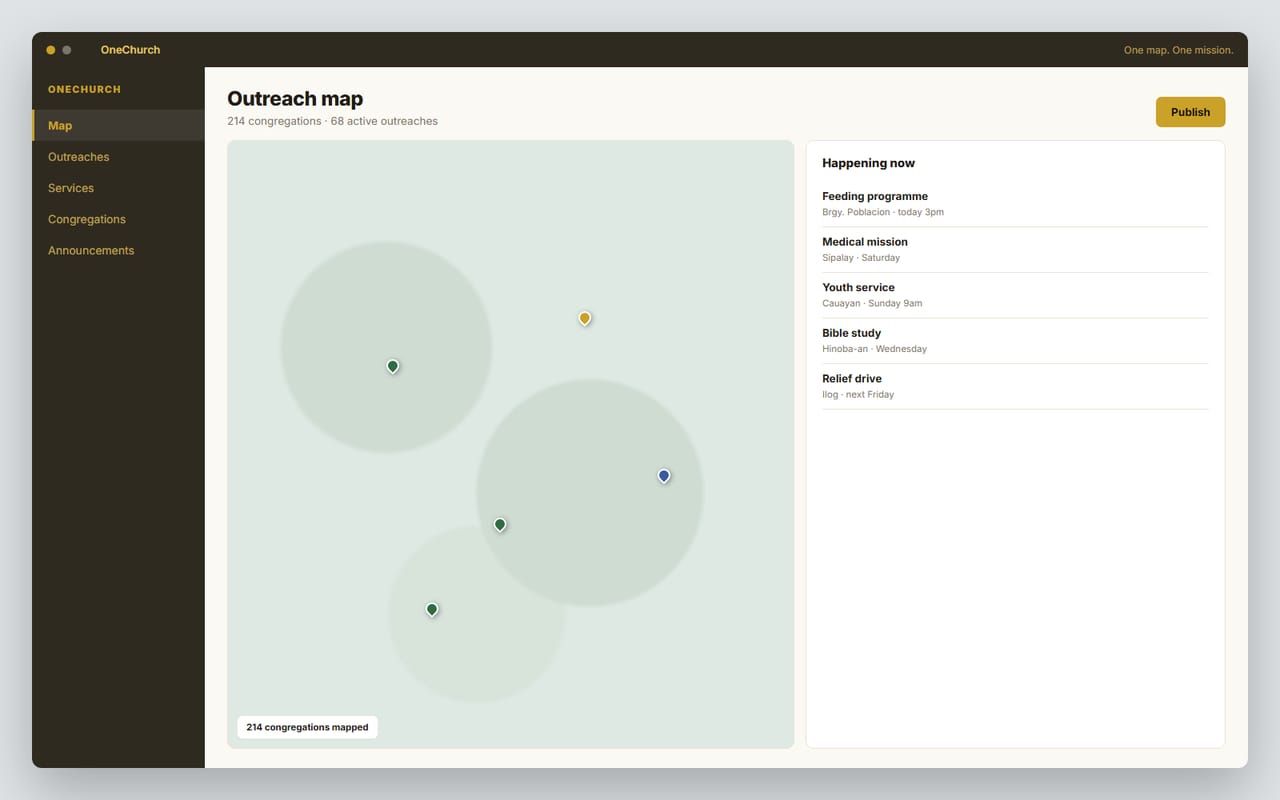 OneChurch
One map. One mission.
ONECHURCH
Map
Outreaches
Services
Congregations
Announcements
Outreach map
214 congregations · 68 active outreaches
Publish
214 congregations mapped
Happening now
Feeding programme
Brgy. Poblacion · today 3pm
Medical mission
Sipalay · Saturday
Youth service
Cauayan · Sunday 9am
Bible study
Hinoba-an · Wednesday
Relief drive
Ilog · next Friday